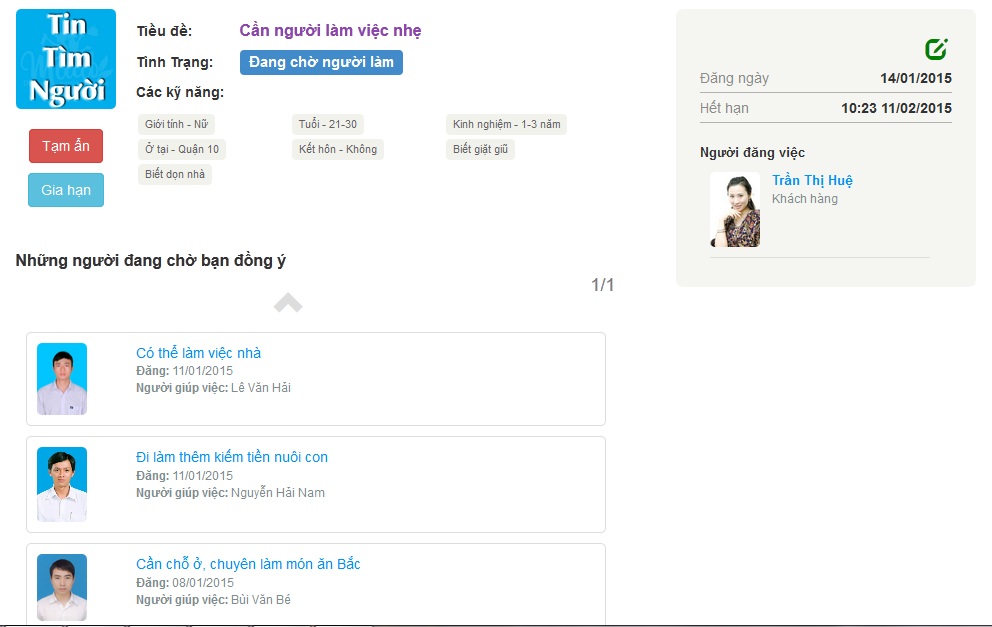 Tin
Tìm
Người
Tiều đề: Cần người làm việc nhẹ
Tình Trạng: Đang chờ người làm
Các kỹ năng:
Giới tính - Nữ Tuổi - 21-30 Kinh nghiệm - 1-3 năm
Ở tại - Quận 10 Kết hôn - Không Biết giặt giũ
Biết dọn nhà
Tạm ẩn
Gia hạn
Đăng ngày 14/01/2015
Hết hạn 10:23 11/02/2015
Người đăng việc
Trần Thị Huệ
Khách hàng
Những người đang chờ bạn đồng ý
1/1
Có thể làm việc nhà
Đăng: 11/01/2015
Người giúp việc: Lê Văn Hải
Đi làm thêm kiếm tiền nuôi con
Đăng: 11/01/2015
Người giúp việc: Nguyễn Hải Nam
Cần chỗ ở, chuyên làm món ăn Bắc
Đăng: 08/01/2015
Người giúp việc: Bùi Văn Bé